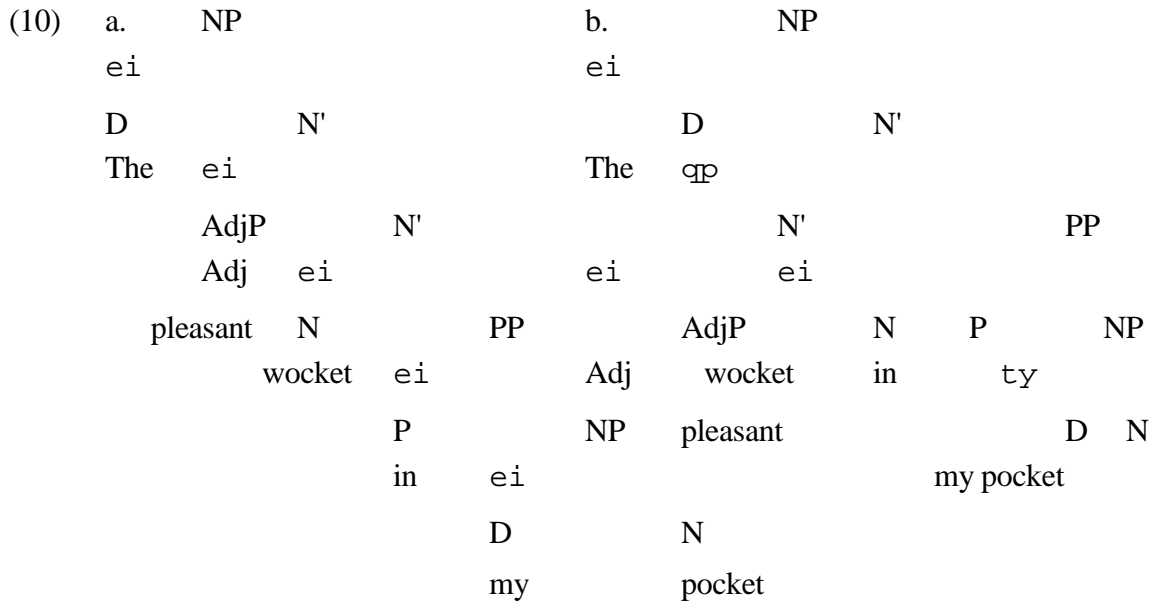 (10) a. NP b. NP
ei ei
D N' D N'
The ei The qp
AdjP N' N' PP
Adj ei ei ei
pleasant N PP AdjP N P NP
wocket ei Adj wocket in ty
P NP pleasant D N
in ei my pocket
D N
my pocket